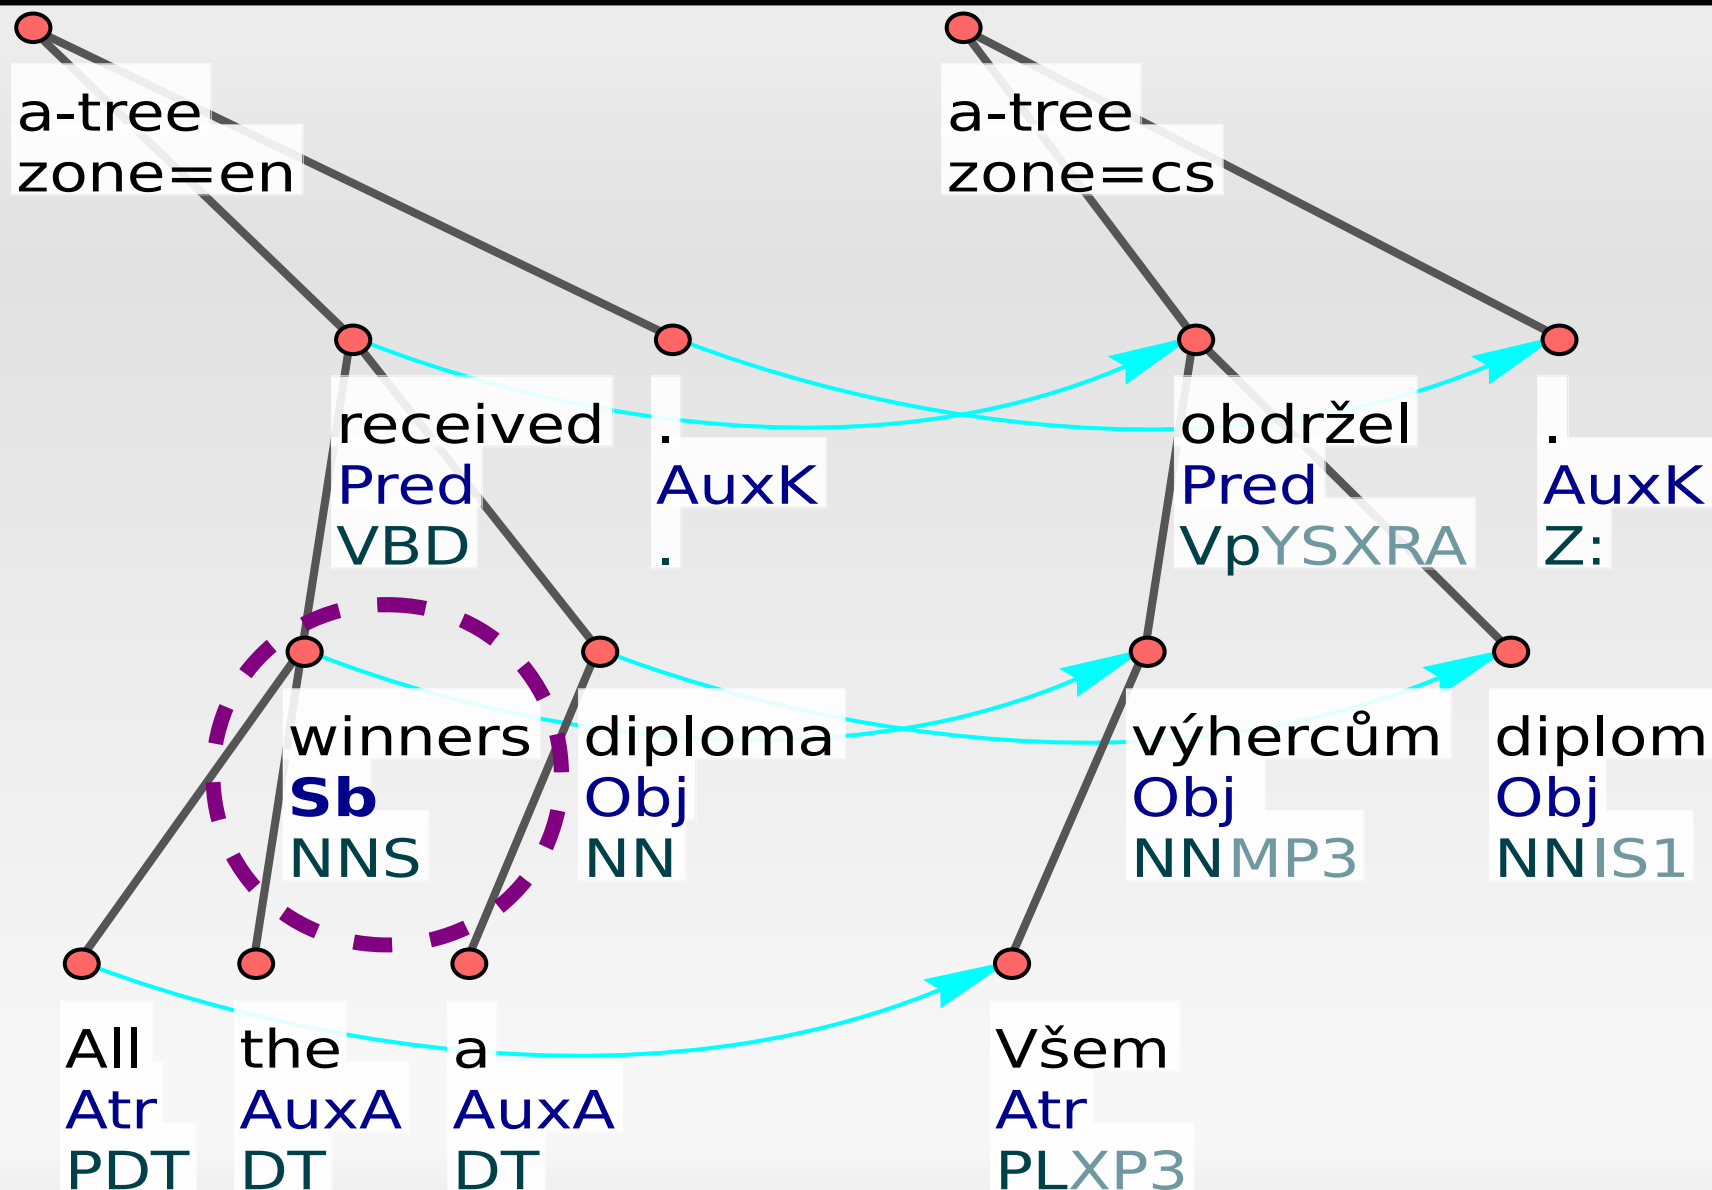 a-tree
zone=en
a-tree
zone=cs
received
Pred
VBD
.
AuxK
.
obdržel
Pred
VpYSXRA
.
AuxK
Z:
winners
Sb
NNS
diploma
Obj
NN
výhercům
Obj
NNMP3
diplom
Obj
NNIS1
All
Atr
PDT
the
AuxA
DT
a
AuxA
DT
Všem
Atr
PLXP3